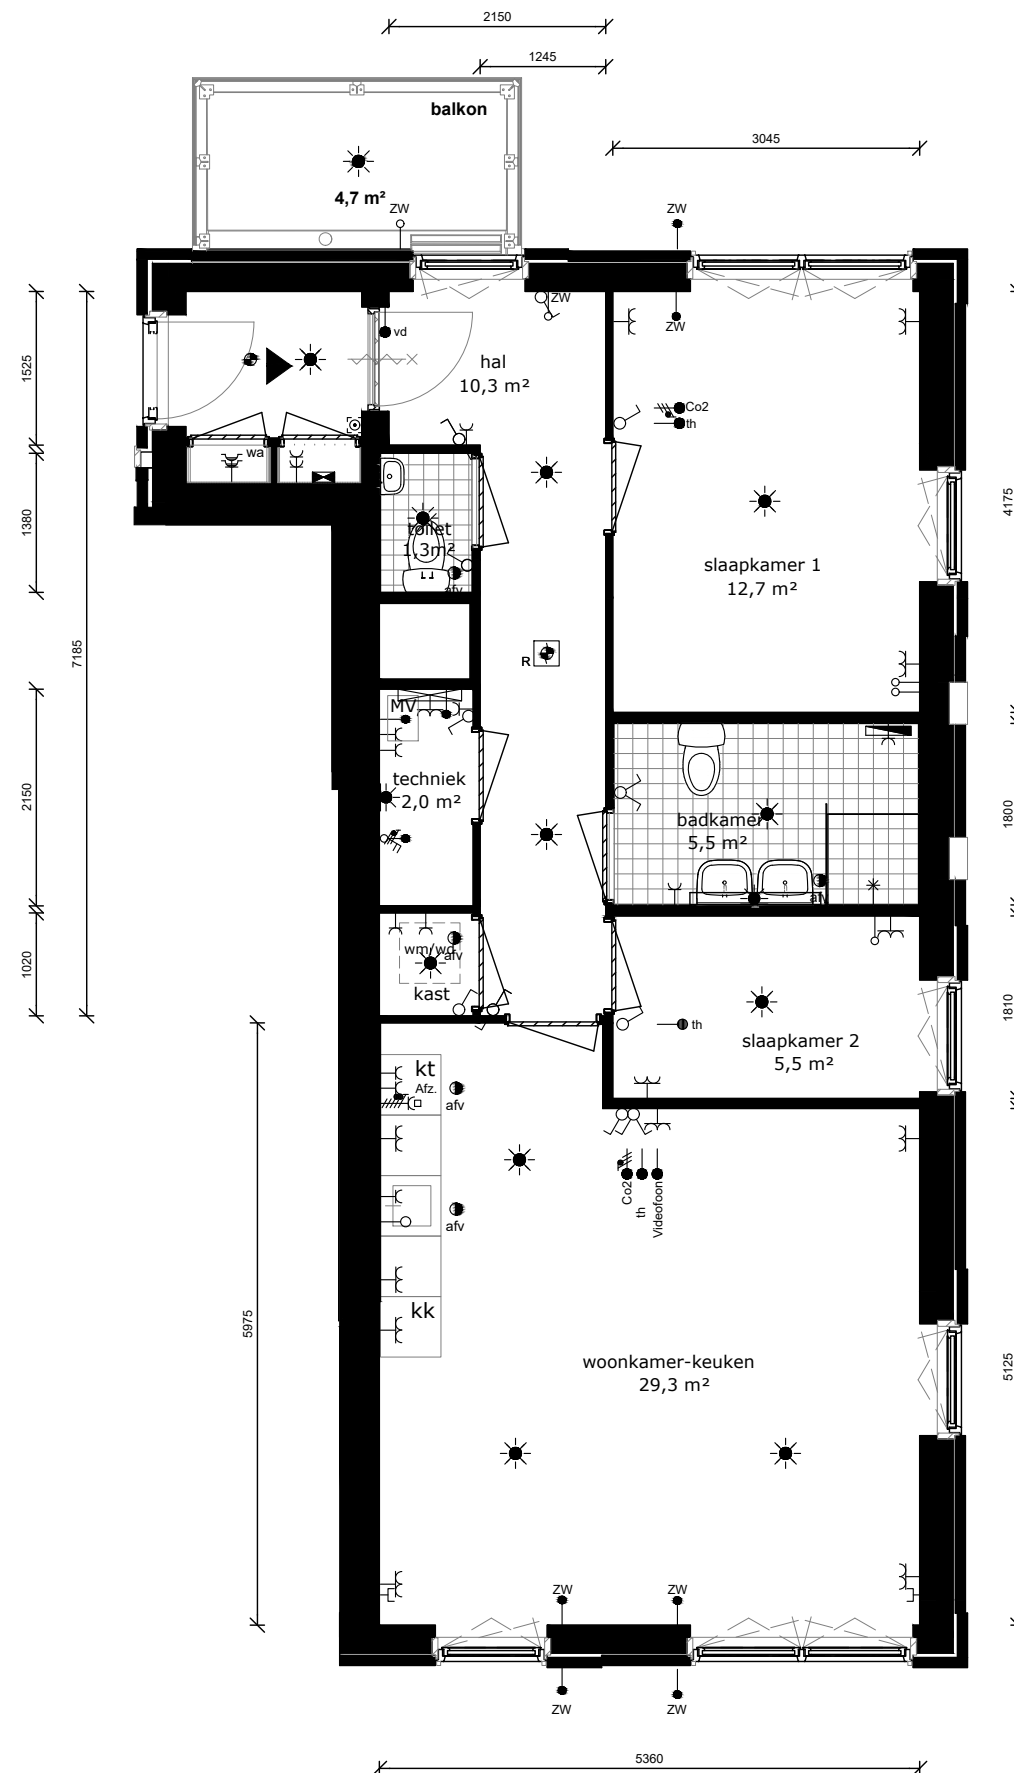 2150
1245
3045
balkon
4,7 m²
ZW
ZW
ZW
ZW
vd
hal
10,3 m²
1525
Co2
th
wa
1380
4175
toilet
1,3m²
afv
slaapkamer 1
12,7 m²
7185
R
MV
techniek
2,0 m²
2150
1800
badkamer
5,5 m²
afv
wm/wd
afv
kast
1020
1810
th
slaapkamer 2
5,5 m²
kt
Afz.
afv
Co2
th
Videofoon
afv
kk
5975
5125
woonkamer-keuken
29,3 m²
ZW
ZW
ZW
ZW
5360